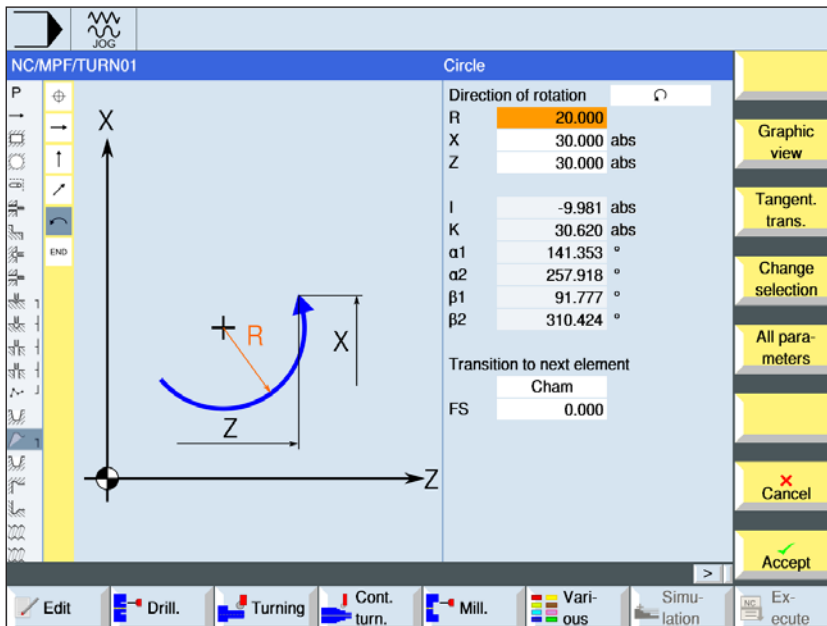 JOG
NC/MPF/TURN01
Circle
P
END
X
R
X
Z
Z
Direction of rotation
R 20.000
X 30.000 abs
Z 30.000 abs
I -9.981 abs
K 30.620 abs
α1 141.353 °
α2 257.918 °
β1 91.777 °
β2 310.424 °
Transition to next element
Cham
FS 0.000
Graphic
view
Tangent.
trans.
Change
selection
All para-
meters
Cancel
Accept
>
Edit
Drill.
Turning
Cont.
turn.
Mill.
Vari-
ous
Simu-
lation
NC
Ex-
ecute